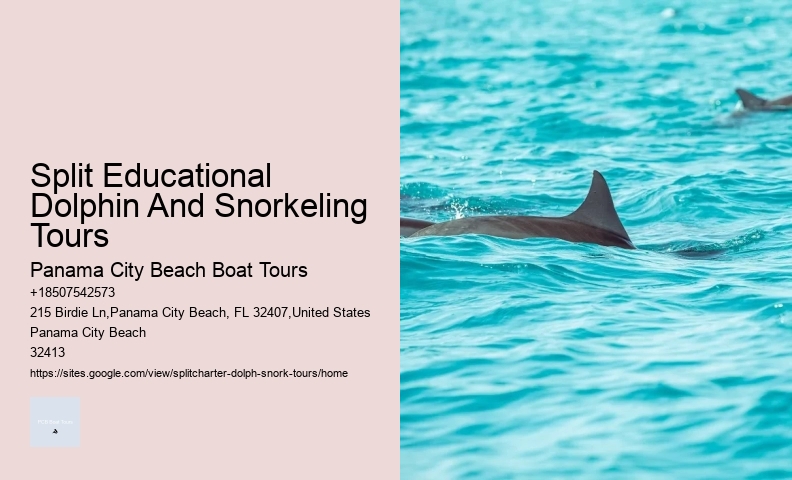 Split Educational
Dolphin And Snorkeling
Tours
Panama City Beach Boat Tours
+18507542573
215 Birdie Ln,Panama City Beach, FL 32407,United States
Panama City Beach
32413
https://sites.google.com/view/splitcharter-dolph-snork-tours/home